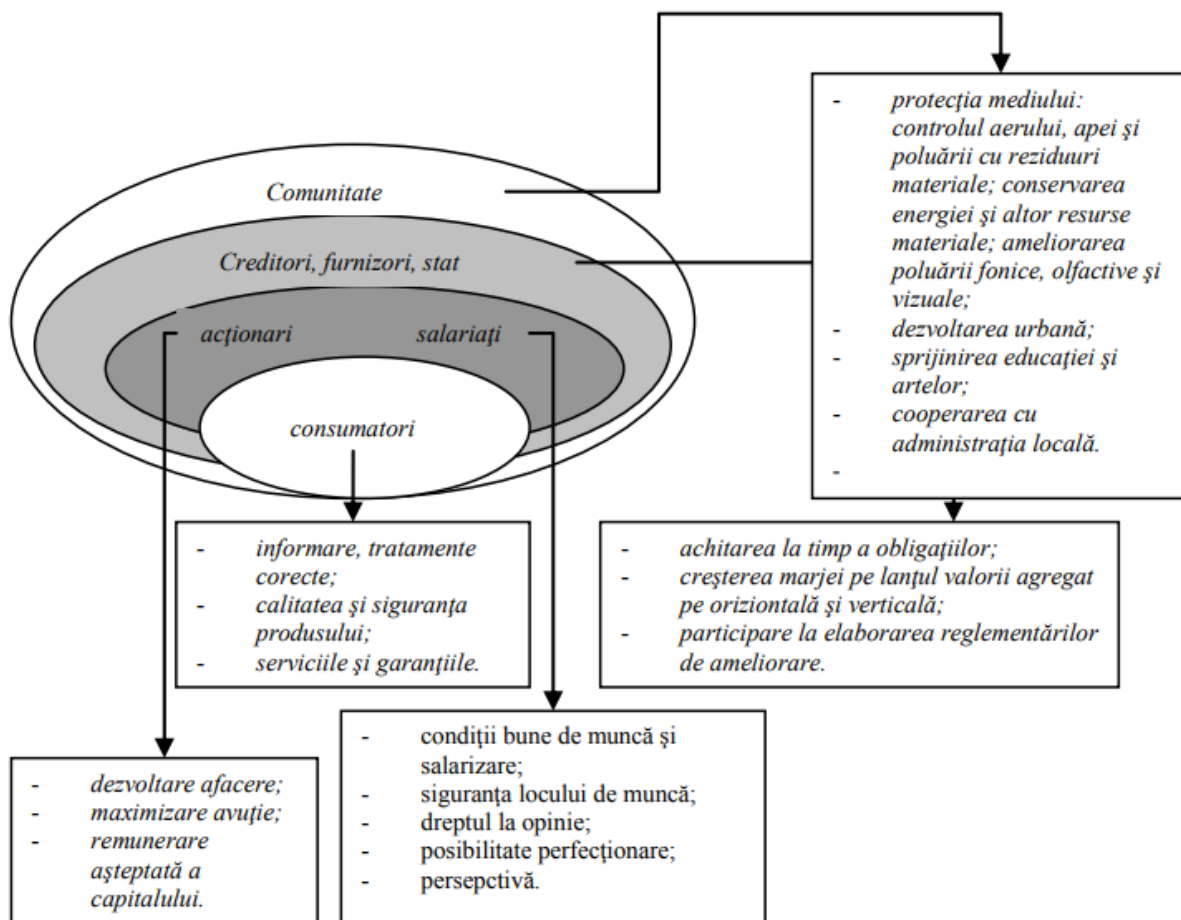 Comunitate
Creditori, furnizori, stat
acţionari
salariaţi
consumatori
- protecţia mediului:
controlul aerului, apei şi
poluării cu reziduuri
materiale; conservarea
energiei şi altor resurse
materiale; ameliorarea
poluării fonice, olfactive şi
vizuale;
- dezvoltarea urbană;
- sprijinirea educaţiei şi
artelor;
- cooperarea cu
administraţia locală.
-
- informare, tratamente
corecte;
- calitatea şi siguranţa
produsului;
- serviciile şi garanţiile.
- achitarea la timp a obligaţiilor;
- creşterea marjei pe lanţul valorii agregat
pe oriziontală şi verticală;
- participare la elaborarea reglementărilor
de ameliorare.
- dezvoltare afacere;
- maximizare avuţie;
- remunerare
aşteptată a
capitalului.
- condiţii bune de muncă şi
salarizare;
- siguranţa locului de muncă;
- dreptul la opinie;
- posibilitate perfecţionare;
- persepctivă.